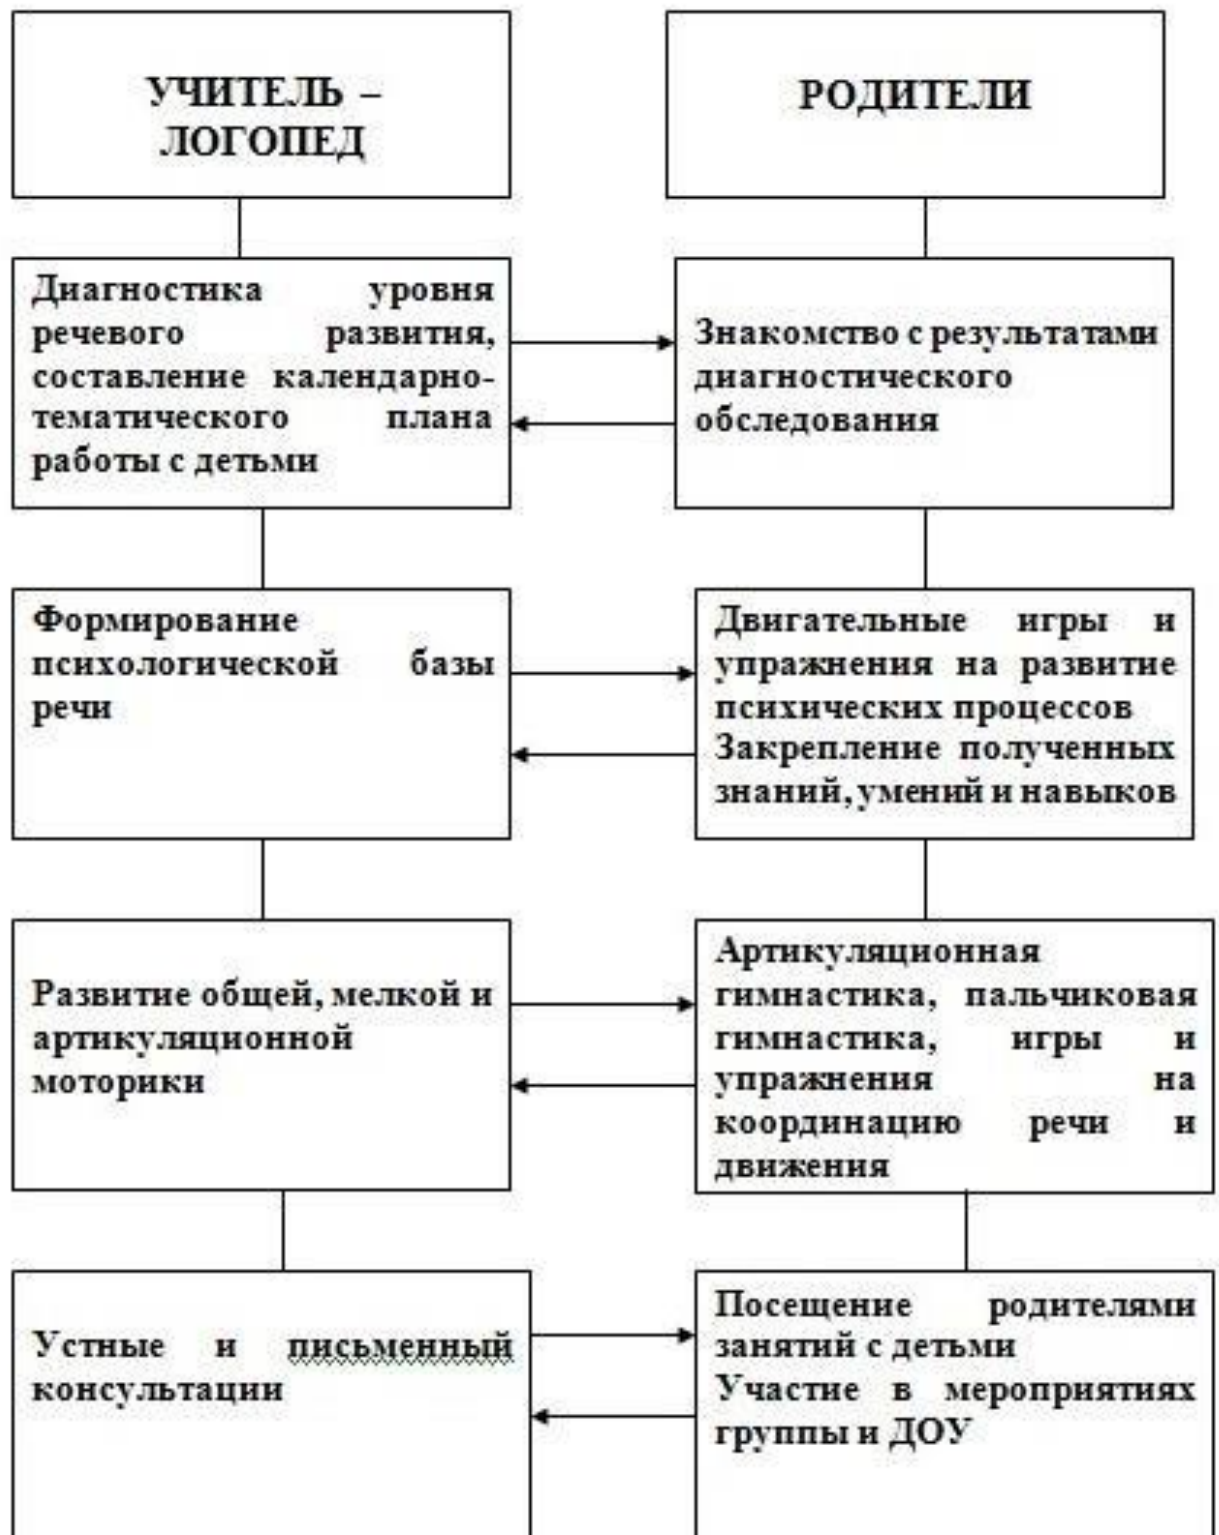 УЧИТЕЛЬ –
ЛОГОПЕД
РОДИТЕЛИ
Диагностика уровня
речевого развития,
составление календарно-
тематического плана
работы с детьми
Знакомство с результатами
диагностического
обследования
Формирование
психологической базы
речи
Двигательные игры и
упражнения на развитие
психических процессов
Закрепление полученных
знаний, умений и навыков
Развитие общей, мелкой и
артикуляционной
моторики
Артикуляционная
гимнастика, пальчиковая
гимнастика, игры и
упражнения на
координацию речи и
движения
Устные и письменный
консультации
Посещение родителями
занятий с детьми
Участие в мероприятиях
группы и ДОУ